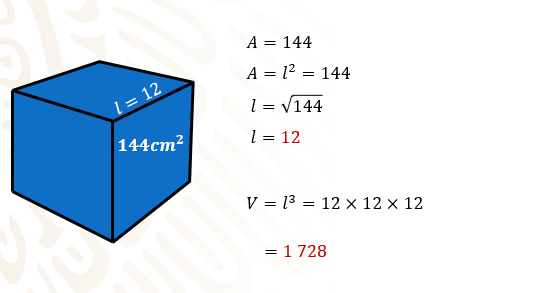 A = 144
A = l² = 144
l = √144
l = 12
l = 12
144cm²
V = l³ = 12 × 12 × 12
= 1 728